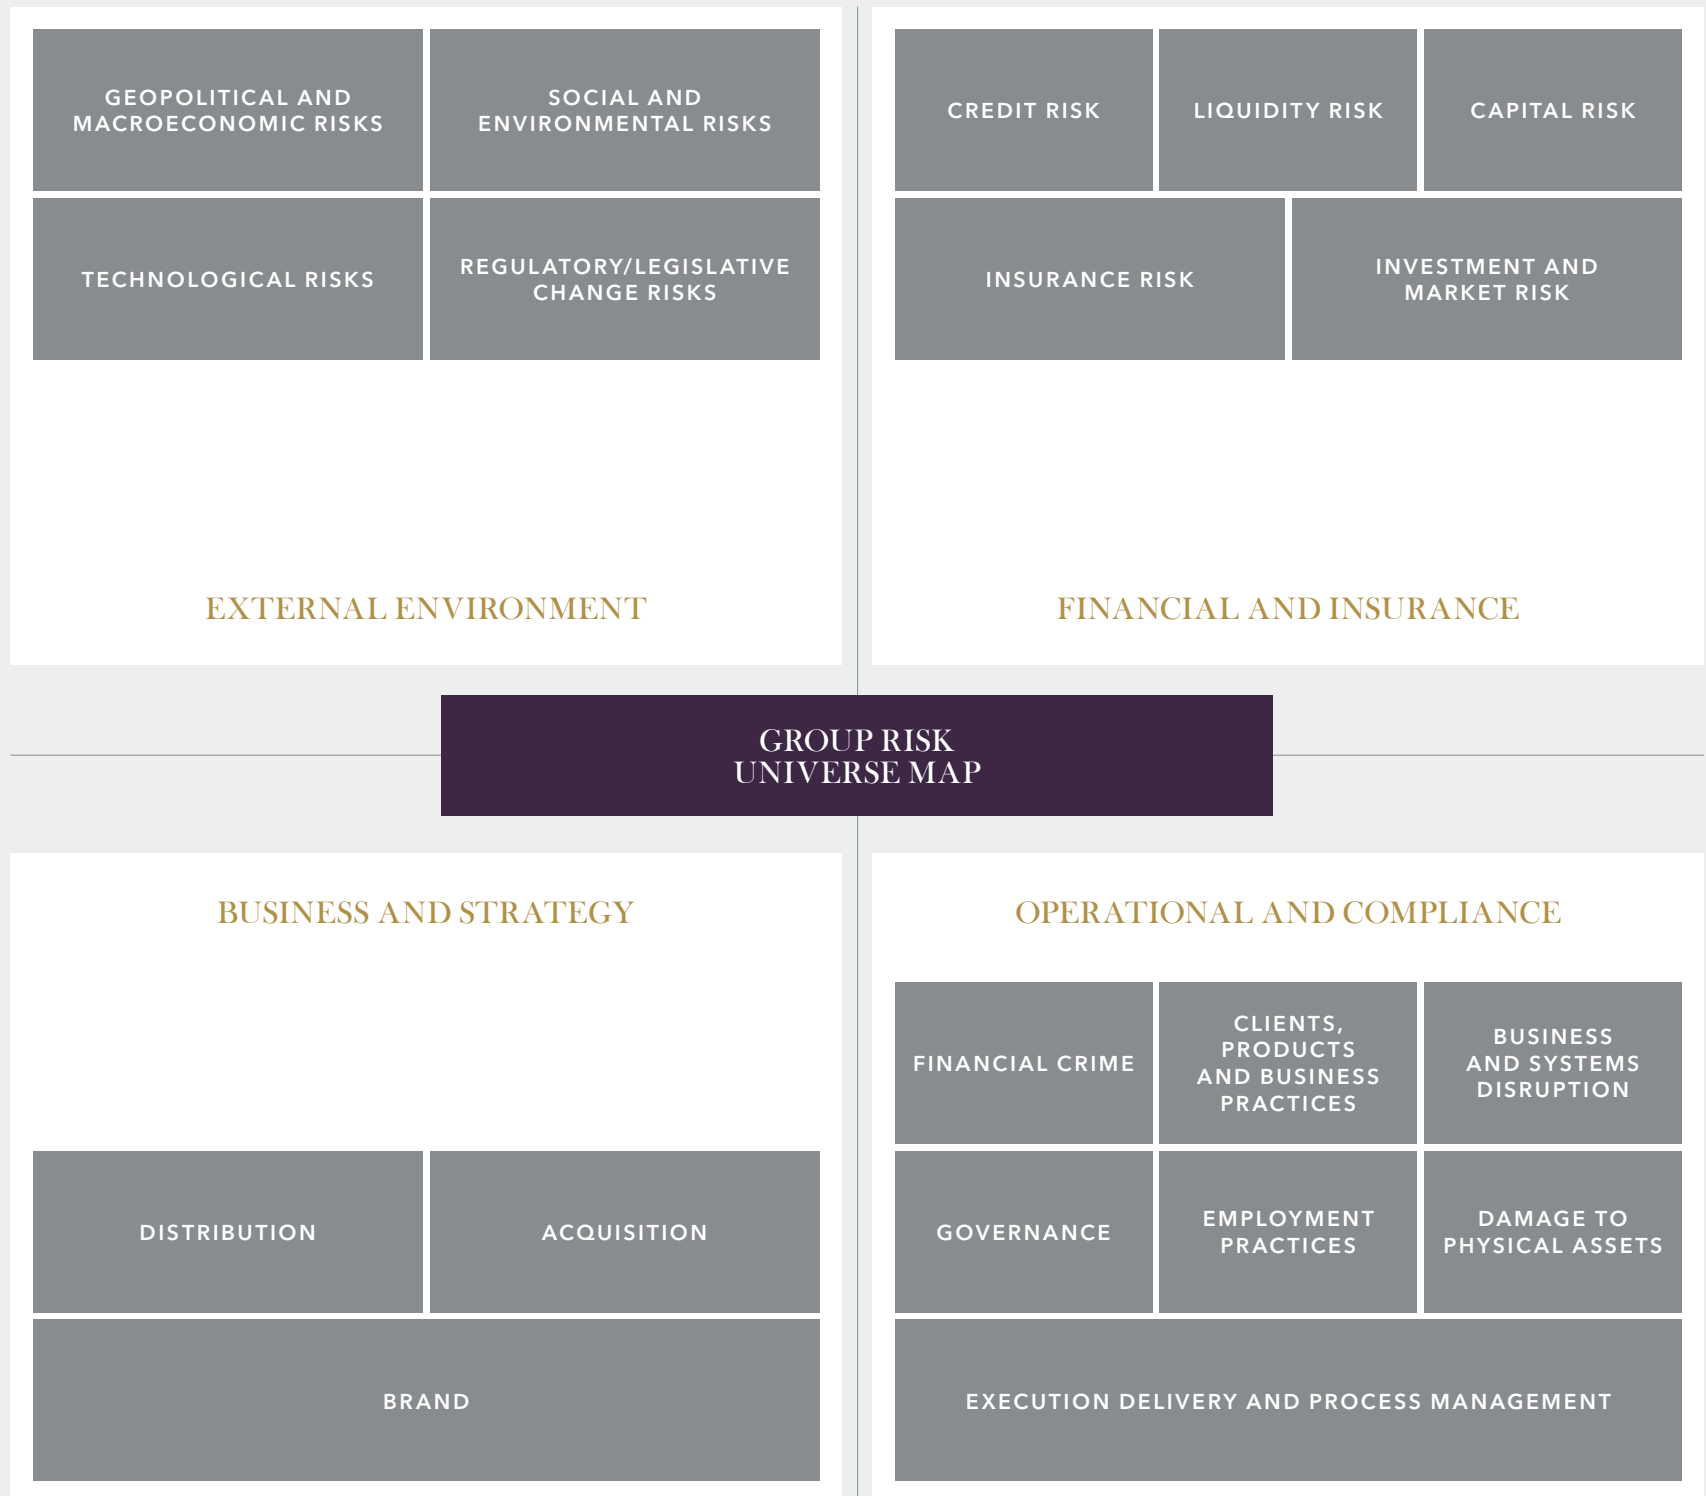 GEOPOLITICAL AND
MACROECONOMIC RISKS
SOCIAL AND
ENVIRONMENTAL RISKS
TECHNOLOGICAL RISKS
REGULATORY/LEGISLATIVE
CHANGE RISKS
EXTERNAL ENVIRONMENT
CREDIT RISK
LIQUIDITY RISK
CAPITAL RISK
INSURANCE RISK
INVESTMENT AND
MARKET RISK
FINANCIAL AND INSURANCE
GROUP RISK
UNIVERSE MAP
BUSINESS AND STRATEGY
DISTRIBUTION
ACQUISITION
BRAND
OPERATIONAL AND COMPLIANCE
FINANCIAL CRIME
CLIENTS,
PRODUCTS
AND BUSINESS
PRACTICES
BUSINESS
AND SYSTEMS
DISRUPTION
GOVERNANCE
EMPLOYMENT
PRACTICES
DAMAGE TO
PHYSICAL ASSETS
EXECUTION DELIVERY AND PROCESS MANAGEMENT